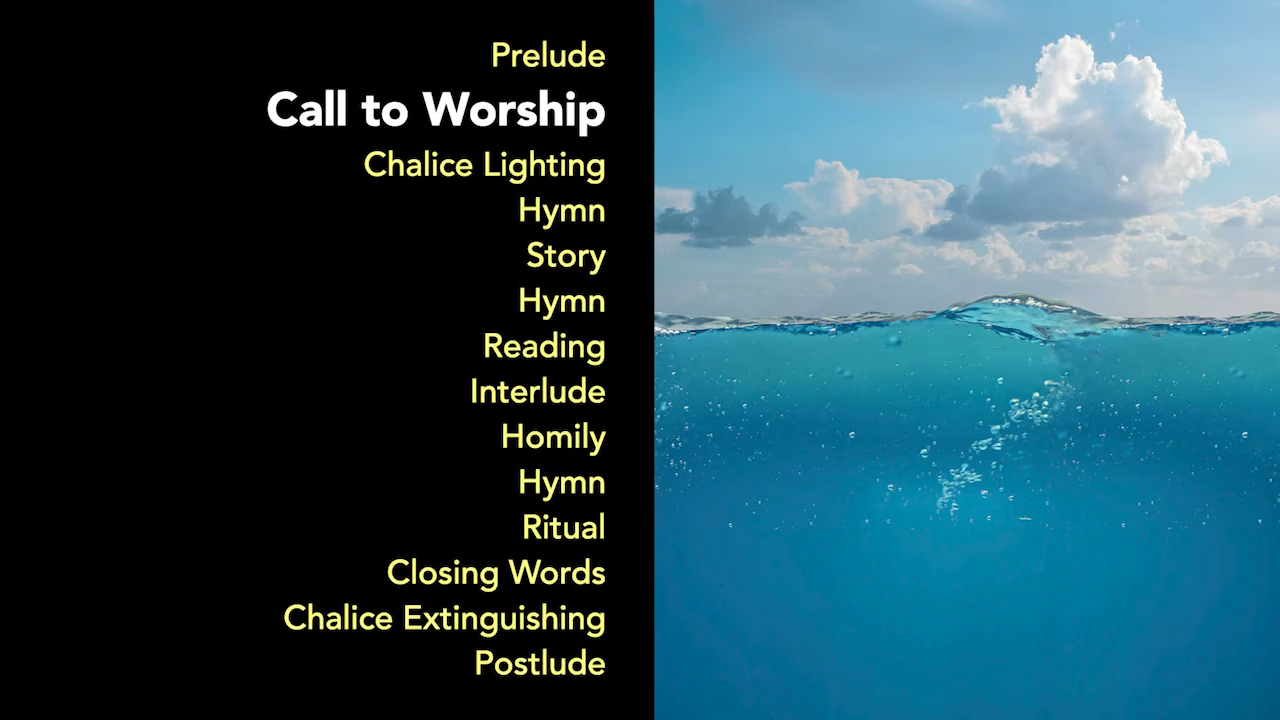 Prelude
Call to Worship
Chalice Lighting
Hymn
Story
Hymn
Reading
Interlude
Homily
Hymn
Ritual
Closing Words
Chalice Extinguishing
Postlude